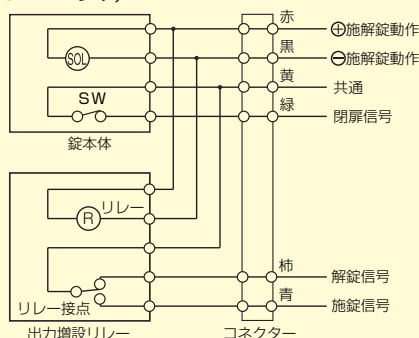 赤
⊕施解錠動作
黒
SOL
⊖施解錠動作
黄
共通
SW
緑
閉扉信号
錠本体
リレー
R
柿
解錠信号
青
リレー接点
施錠信号
出力増設リレー
コネクター